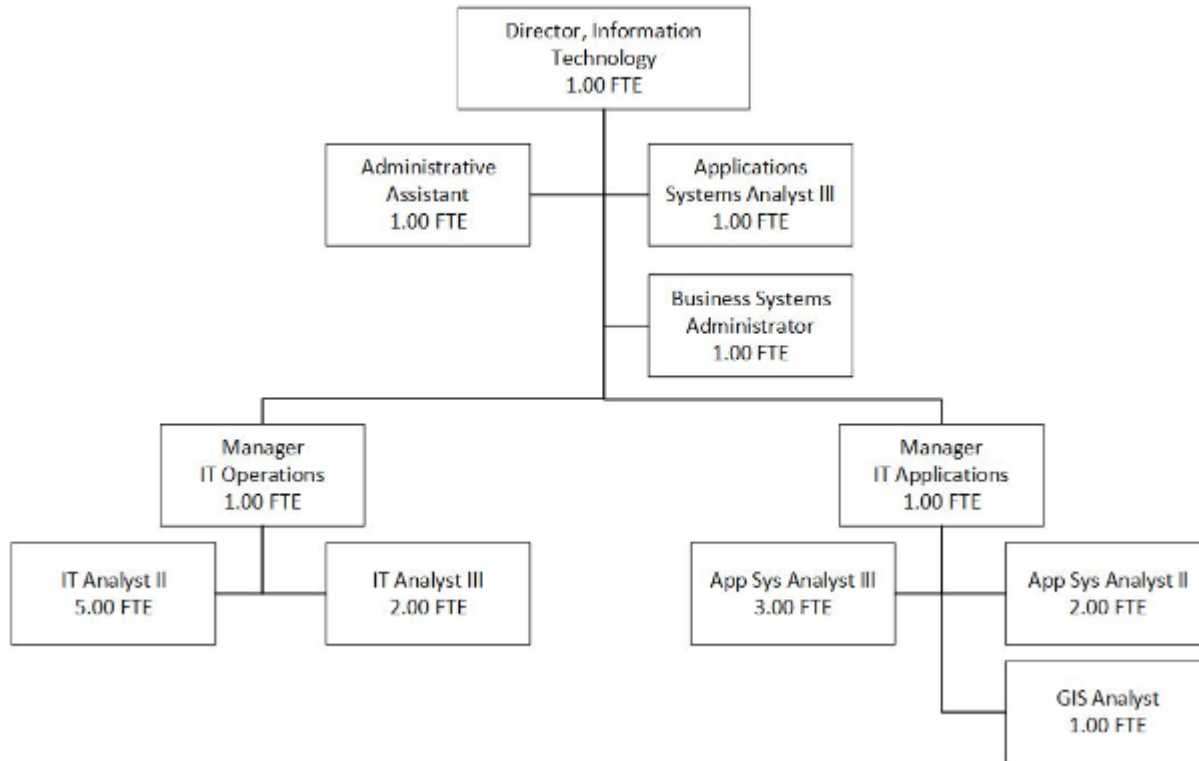 Director, Information
Technology
1.00 FTE
Administrative
Assistant
1.00 FTE
Applications
Systems Analyst III
1.00 FTE
Business Systems
Administrator
1.00 FTE
Manager
IT Operations
1.00 FTE
Manager
IT Applications
1.00 FTE
IT Analyst II
5.00 FTE
IT Analyst III
2.00 FTE
App Sys Analyst III
3.00 FTE
App Sys Analyst II
2.00 FTE
GIS Analyst
1.00 FTE